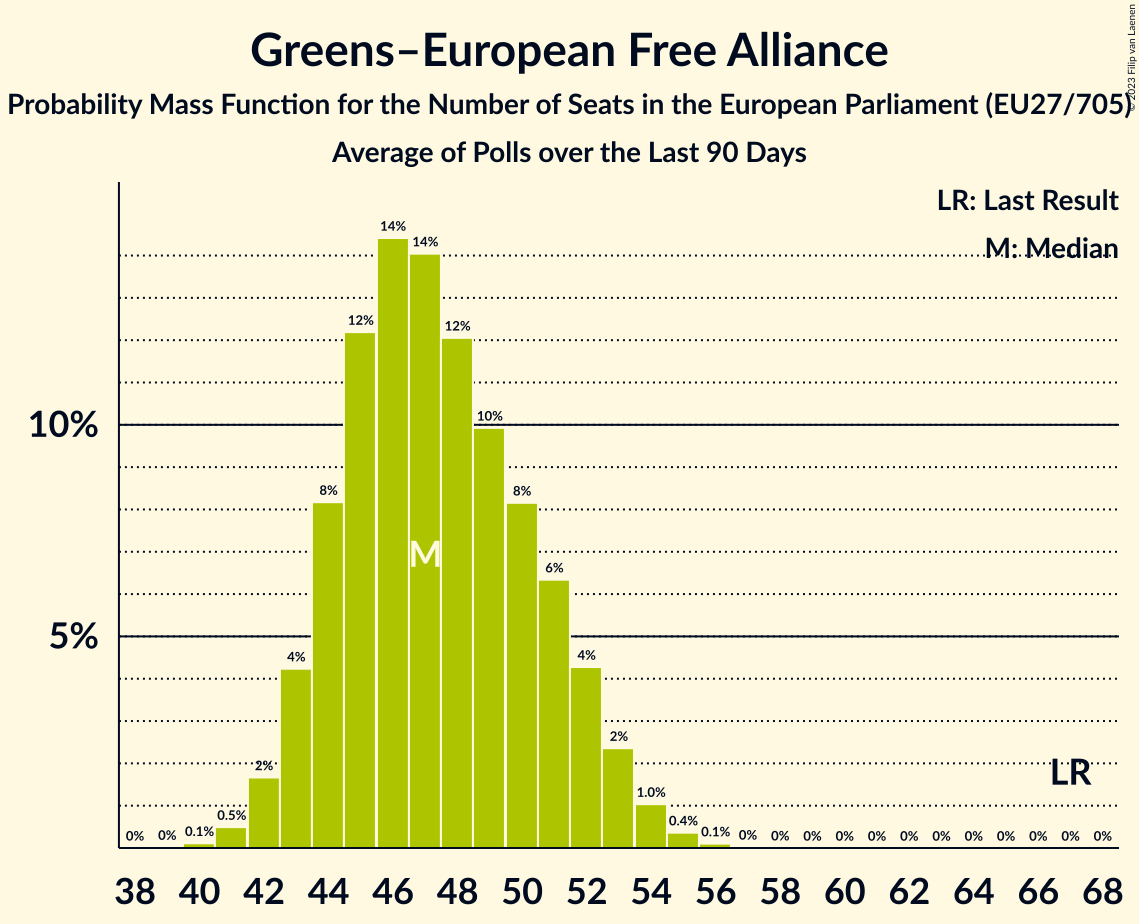 Greens–European Free Alliance
Probability Mass Function for the Number of Seats in the European Parliament (EU27/705)
Average of Polls over the Last 90 Days
© 2023 Filip van Laenen
LR: Last Result
M: Median
14%
14%
12%
12%
10%
10%
8%
8%
M
6%
5%
4%
4%
2%
2%
LR
1.0%
0.5%
0.4%
0% 0% 0.1% 0.1% 0% 0% 0% 0% 0% 0% 0% 0% 0% 0% 0% 0%
38 40 42 44 46 48 50 52 54 56 58 60 62 64 66 68